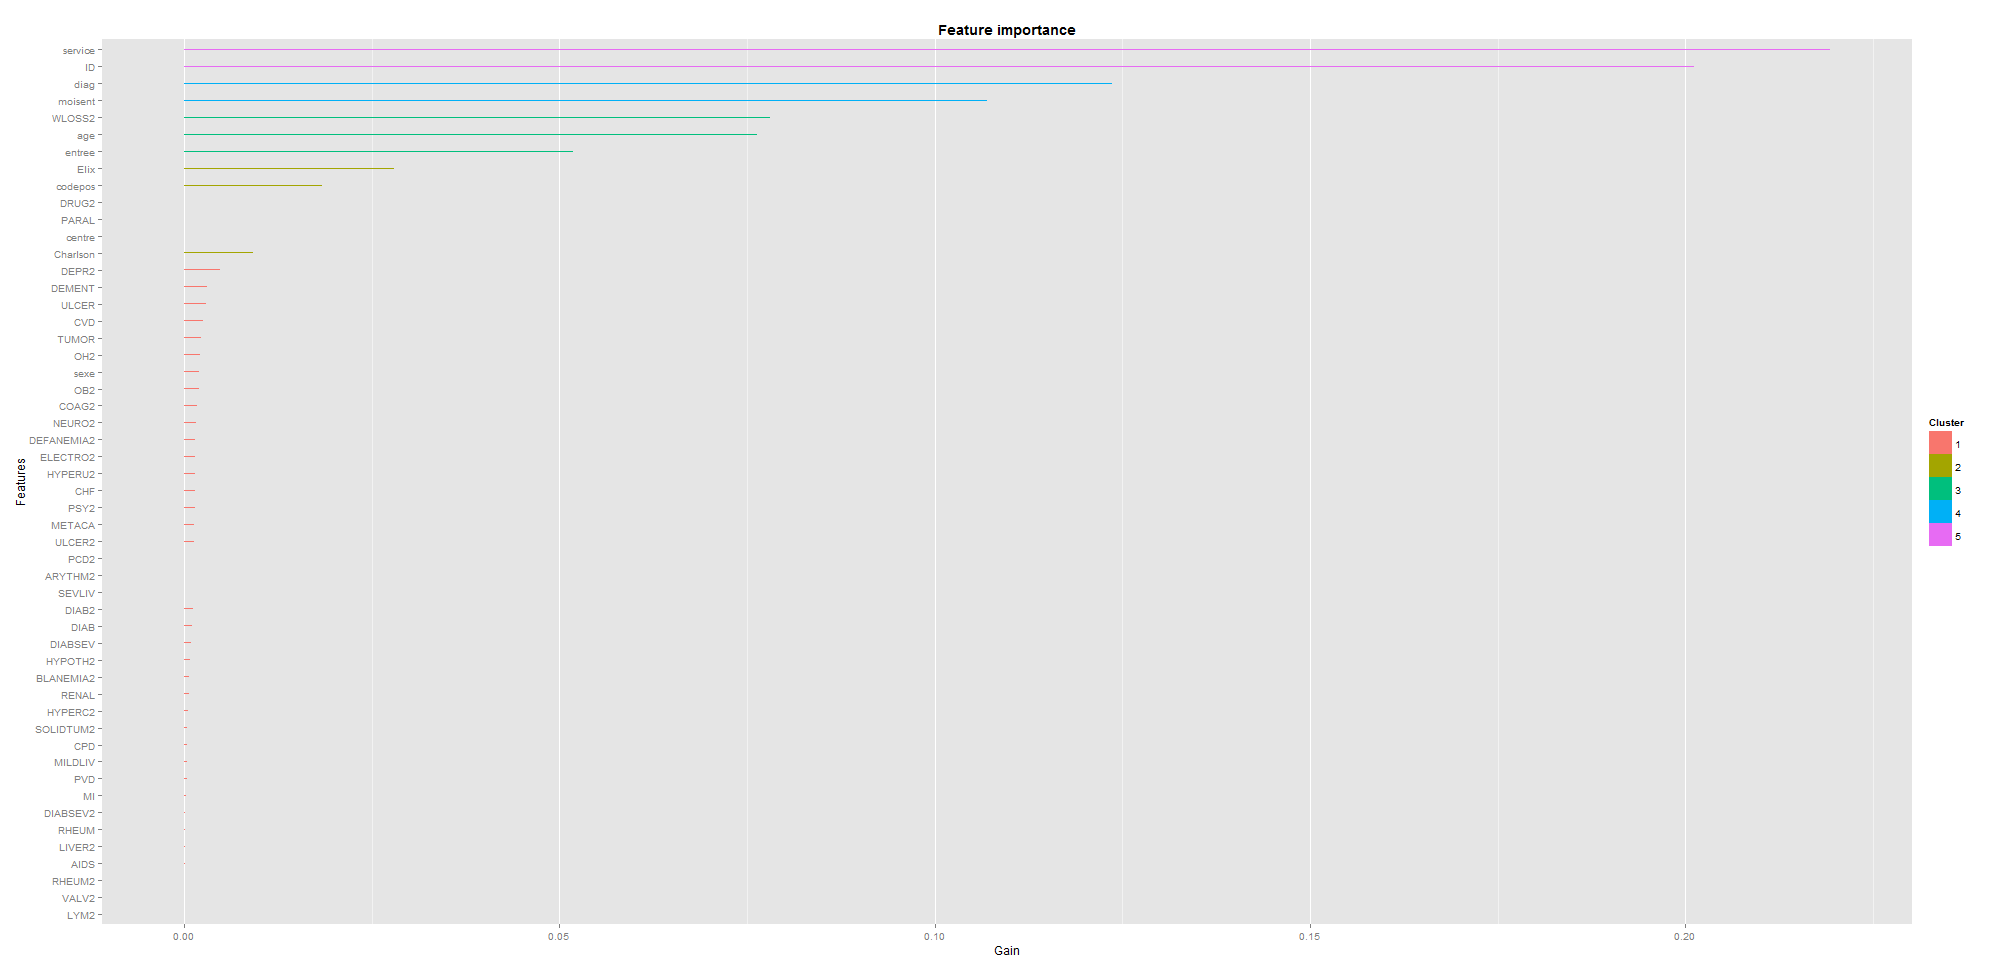 Feature importance
service
ID
diag
moisent
WLOSS2
age
entree
Elix
codepos
DRUG2
PARAL
centre
Charlson
DEPR2
DEMENT
ULCER
CVD
TUMOR
OH2
sexe
OB2
COAG2
NEURO2
DEFANEMIA2
ELECTRO2
HYPERU2
CHF
PSY2
METACA
ULCER2
PCD2
ARYTHM2
SEVLIV
DIAB2
DIAB
DIABSEV
HYPOTH2
BLANEMIA2
RENAL
HYPERC2
SOLIDTUM2
CPD
MILDLIV
PVD
MI
DIABSEV2
RHEUM
LIVER2
AIDS
RHEUM2
VALV2
LYM2
Features
0.00 0.05 0.10 0.15 0.20
Gain
Cluster
1
2
3
4
5